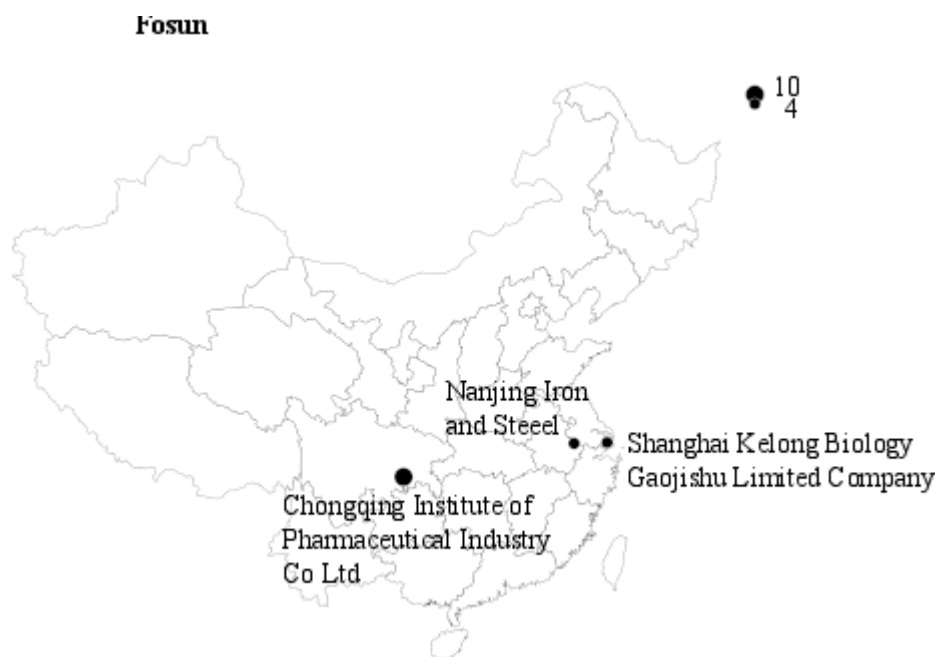 Fosun
10
4
Nanjing Iron
and Steeel
Shanghai Kelong Biology
Gaojishu Limited Company
Chongqing Institute of
Pharmaceutical Industry
Co Ltd